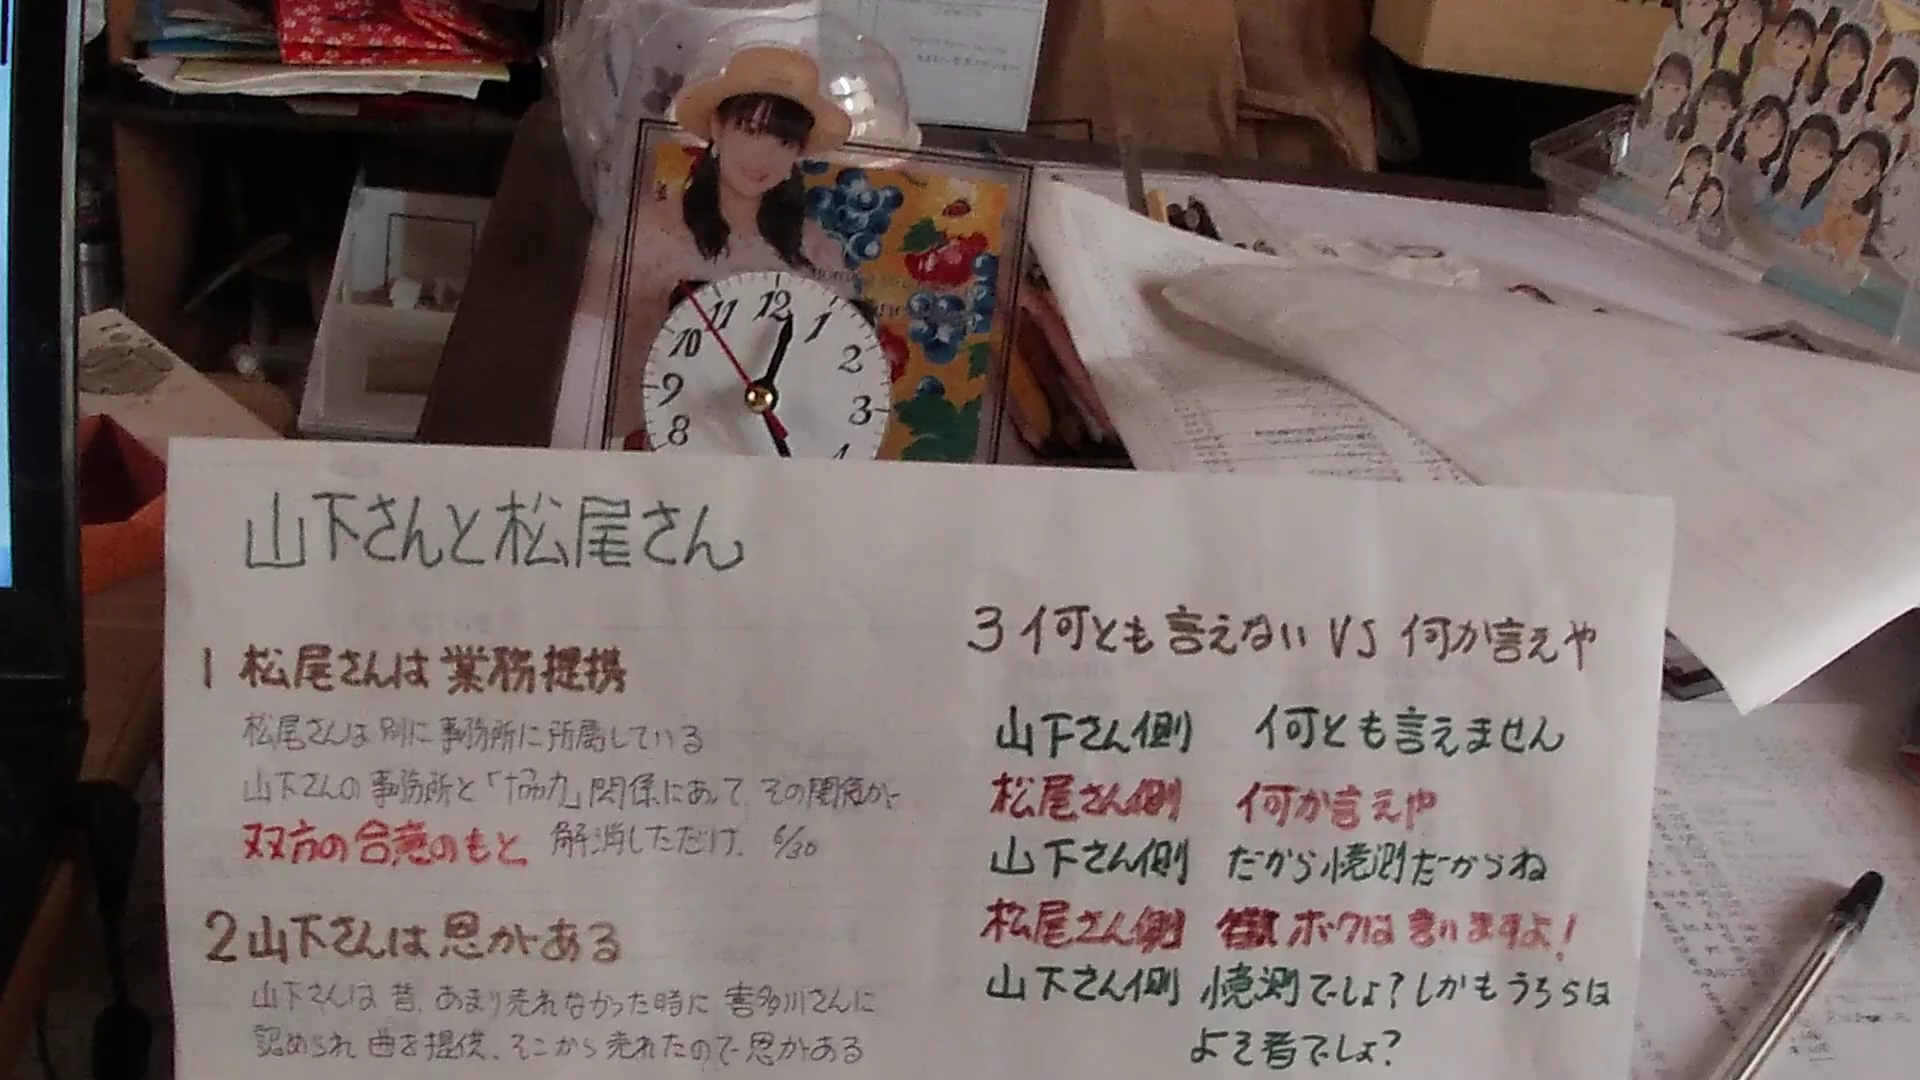 12
1
2
3
4
8
9
10
11
山下さんと松尾さん
1 松尾さんは業務提携
松尾さんは別に事務所に所属している
山下さんの事務所と「協力」関係にあって その関係が
双方の合意のもと 解消しただけ. 6/30
2 山下さんは恩がある
山下さんは昔、あまり売れなかった時に 喜多川さんに
認められ 曲を提供、そこから売れたので恩がある
3 何とも言えない VS 何か言えや
山下さん側 何とも言えません
松尾さん側 何か言えや
山下さん側 だから憶測だからね
松尾さん側 ボクは言いますよ!
山下さん側 憶測でしょ?しかもうちらは
よそ者でしょ?